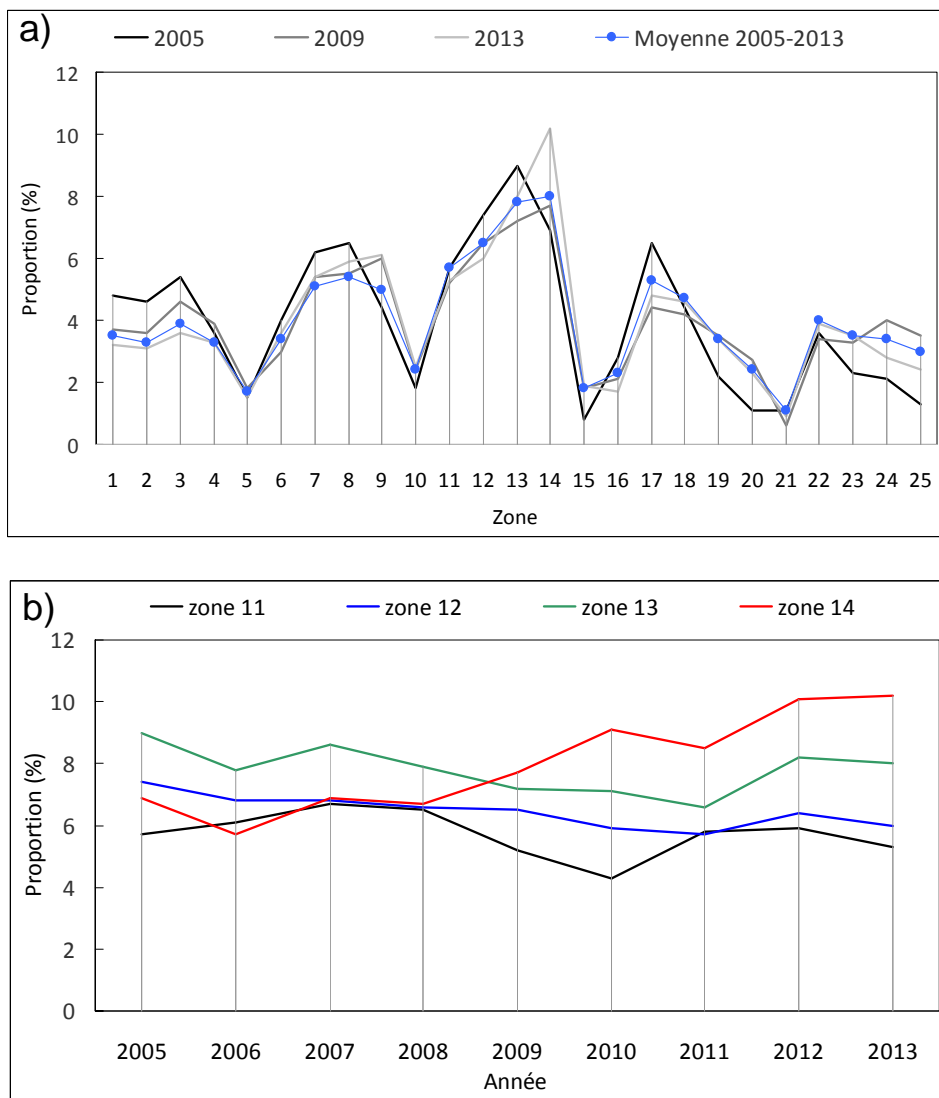 a)
2005 2009 2013 Moyenne 2005-2013
12
10
8
6
4
2
0
Proportion (%)
1 2 3 4 5 6 7 8 9 10 11 12 13 14 15 16 17 18 19 20 21 22 23 24 25
Zone
b)
zone 11 zone 12 zone 13 zone 14
12
10
8
6
4
2
0
Proportion (%)
2005 2006 2007 2008 2009 2010 2011 2012 2013
Année